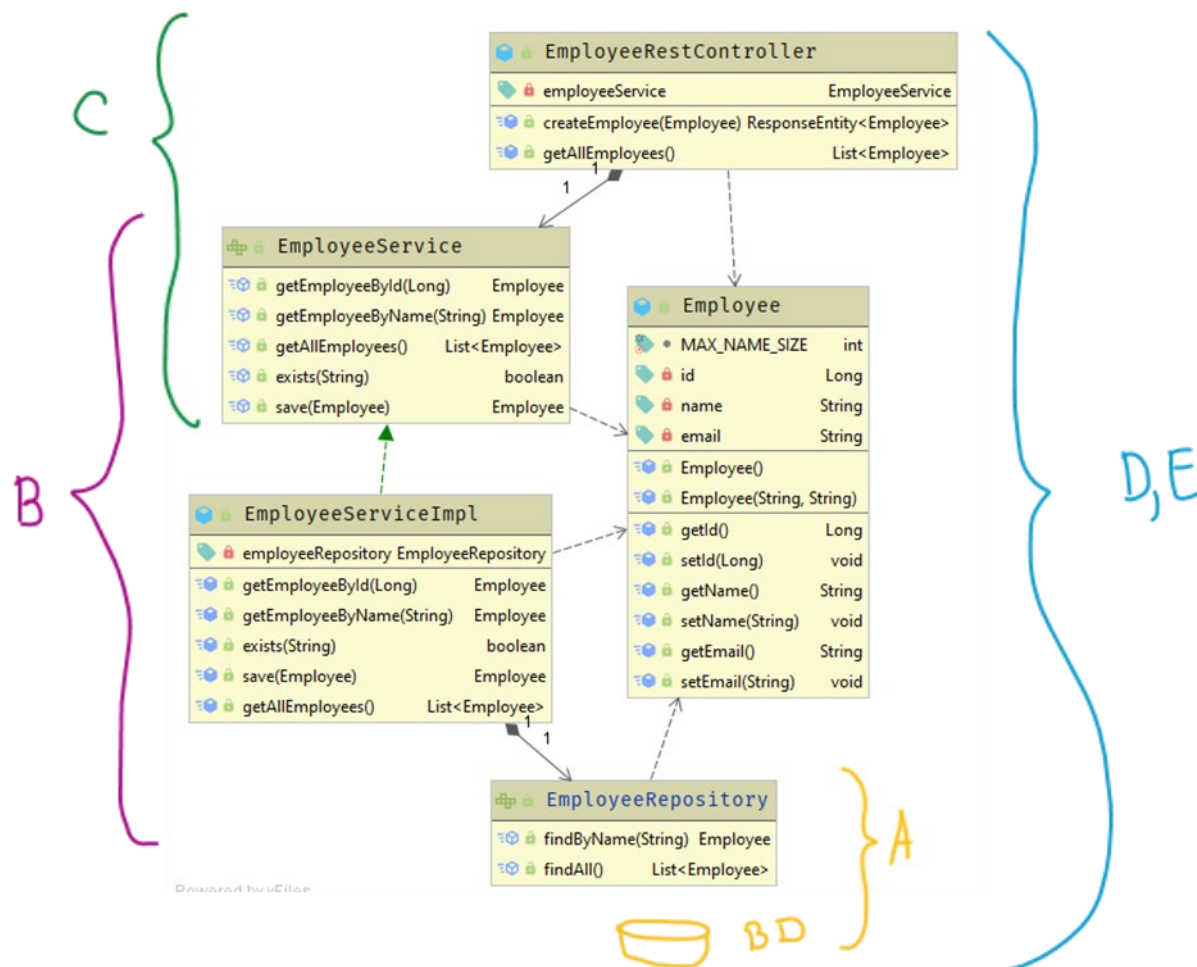 C
EmployeeRestController
employeeService EmployeeService
createEmployee(Employee) ResponseEntity<Employee>
getAllEmployees() List<Employee>
1
1
EmployeeService
getEmployeeById(Long) Employee
getEmployeeByName(String) Employee
getAllEmployees() List<Employee>
exists(String) boolean
save(Employee) Employee
Employee
MAX_NAME_SIZE int
id Long
name String
email String
Employee()
Employee(String, String)
getId() Long
setId(Long) void
getName() String
setName(String) void
getEmail() String
setEmail(String) void
D,E
B
EmployeeServiceImpl
employeeRepository EmployeeRepository
getEmployeeById(Long) Employee
getEmployeeByName(String) Employee
exists(String) boolean
save(Employee) Employee
getAllEmployees() List<Employee>
1
1
EmployeeRepository
findByName(String) Employee
findAll() List<Employee>
A
Powered by yFiles
BD